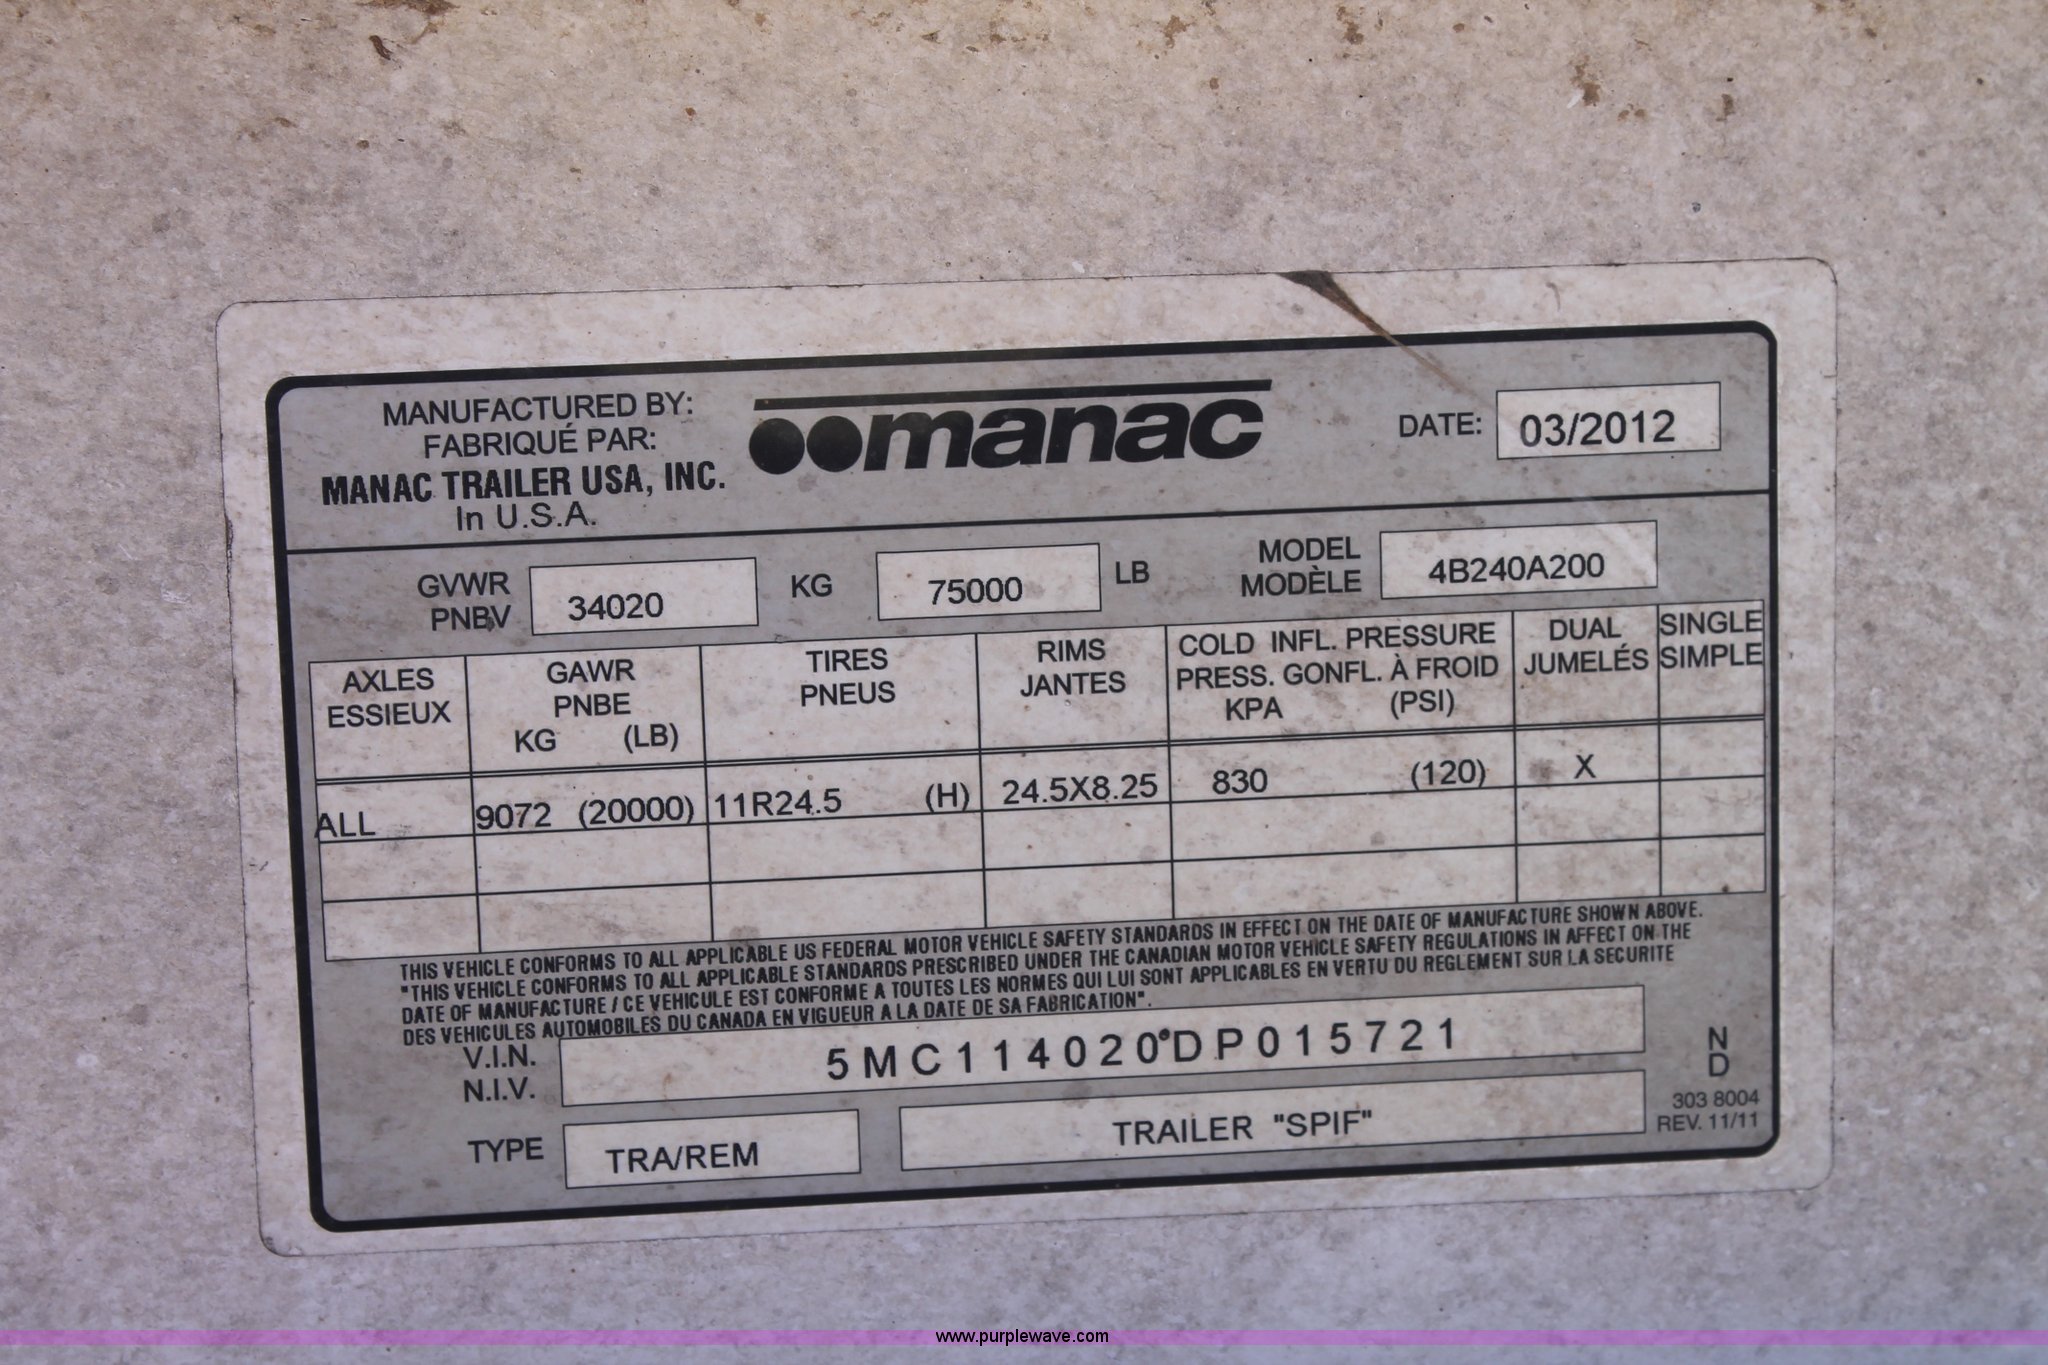 MANUFACTURED BY:
FABRIQUÉ PAR:
MANAC TRAILER USA, INC.
In U.S.A.
manac
DATE: 03/2012
GVWR
PNBV
34020 KG 75000 LB
MODEL
MODÈLE
4B240A200
AXLES
ESSIEUX
GAWR
PNBE
KG (LB)
TIRES
PNEUS
RIMS
JANTES
COLD INFL. PRESSURE
PRESS. GONFL. À FROID
KPA (PSI)
DUAL
JUMELÉS
SINGLE
SIMPLE
ALL 9072 (20000) 11R24.5 (H) 24.5X8.25 830 (120) X
THIS VEHICLE CONFORMS TO ALL APPLICABLE US FEDERAL MOTOR VEHICLE SAFETY STANDARDS IN EFFECT ON THE DATE OF MANUFACTURE SHOWN ABOVE.
"THIS VEHICLE CONFORMS TO ALL APPLICABLE STANDARDS PRESCRIBED UNDER THE CANADIAN MOTOR VEHICLE SAFETY REGULATIONS IN AFFECT ON THE
DATE OF MANUFACTURE / CE VEHICULE EST CONFORME A TOUTES LES NORMES QUI LUI SONT APPLICABLES EN VERTU DU REGLEMENT SUR LA SECURITE
DES VEHICULES AUTOMOBILES DU CANADA EN VIGUEUR A LA DATE DE SA FABRICATION".
V.I.N.
N.I.V.
5MC114020DP015721
N
D
TYPE TRA/REM TRAILER "SPIF"
303 8004
REV. 11/11
www.purplewave.com